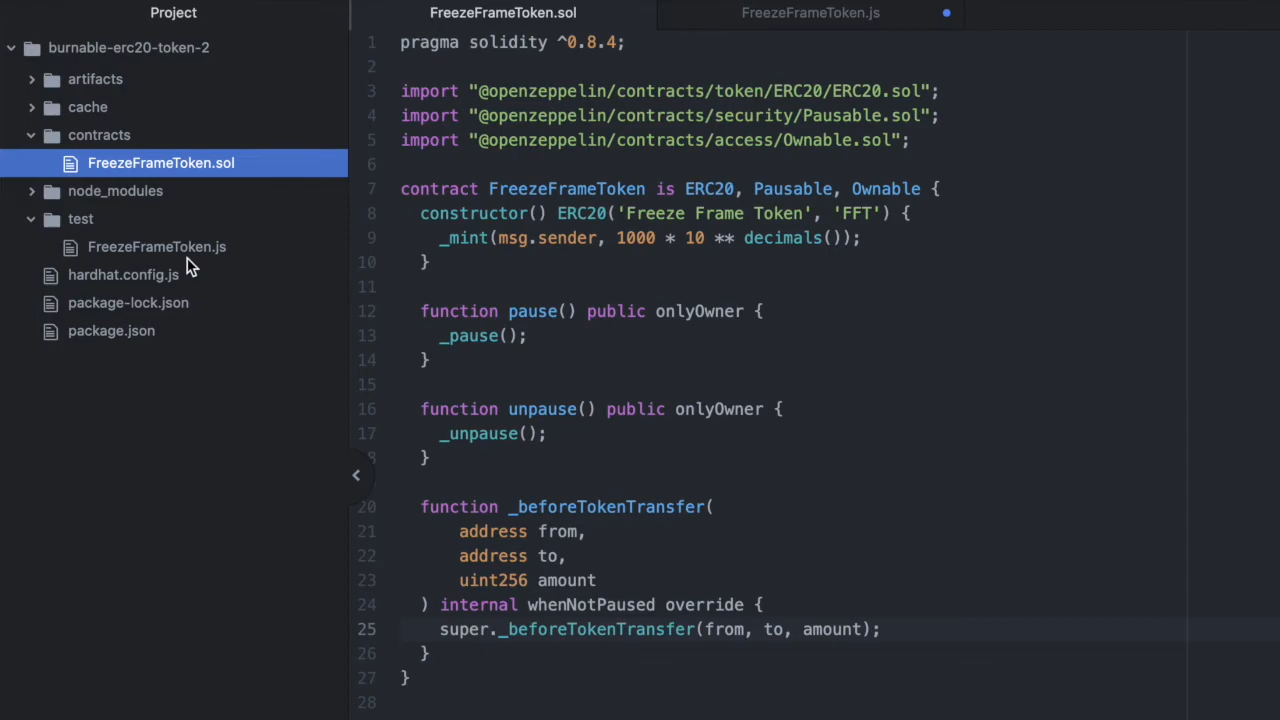 Project
burnable-erc20-token-2
artifacts
cache
contracts
FreezeFrameToken.sol
node_modules
test
FreezeFrameToken.js
hardhat.config.js
package-lock.json
package.json
FreezeFrameToken.sol
FreezeFrameToken.js
1 pragma solidity ^0.8.4;
2
3 import "@openzeppelin/contracts/token/ERC20/ERC20.sol";
4 import "@openzeppelin/contracts/security/Pausable.sol";
5 import "@openzeppelin/contracts/access/Ownable.sol";
6
7 contract FreezeFrameToken is ERC20, Pausable, Ownable {
8   constructor() ERC20('Freeze Frame Token', 'FFT') {
9     _mint(msg.sender, 1000 * 10 ** decimals());
10   }
11
12   function pause() public onlyOwner {
13     _pause();
14   }
15
16   function unpause() public onlyOwner {
17     _unpause();
8   }
20   function _beforeTokenTransfer(
21       address from,
22       address to,
23       uint256 amount
24   ) internal whenNotPaused override {
25     super._beforeTokenTransfer(from, to, amount);
26   }
27 }
28